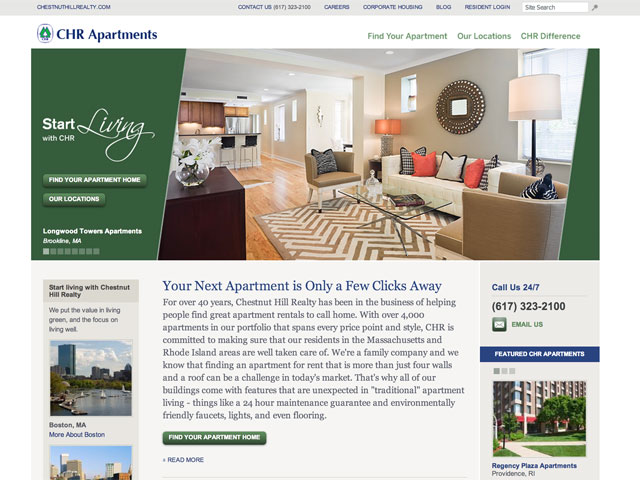 CHESTNUTHILLREALTY.COM
CONTACT US (617) 323-2100 CAREERS CORPORATE HOUSING BLOG RESIDENT LOGIN Site Search
CHR Apartments
Find Your Apartment Our Locations CHR Difference
Start Living
with CHR
FIND YOUR APARTMENT HOME
OUR LOCATIONS
Longwood Towers Apartments
Brookline, MA
Start living with Chestnut
Hill Realty
We put the value in living
green, and the focus on
living well.
Boston, MA
More About Boston
Your Next Apartment is Only a Few Clicks Away
For over 40 years, Chestnut Hill Realty has been in the business of helping
people find great apartment rentals to call home. With over 4,000
apartments in our portfolio that spans every price point and style, CHR is
committed to making sure that our residents in the Massachusetts and
Rhode Island areas are well taken care of. We're a family company and we
know that finding an apartment for rent that is more than just four walls
and a roof can be a challenge in today's market. That's why all of our
buildings come with features that are unexpected in "traditional" apartment
living - things like a 24 hour maintenance guarantee and environmentally
friendly faucets, lights, and even flooring.
FIND YOUR APARTMENT HOME
» READ MORE
Call Us 24/7
(617) 323-2100
EMAIL US
FEATURED CHR APARTMENTS
Regency Plaza Apartments
Providence, RI